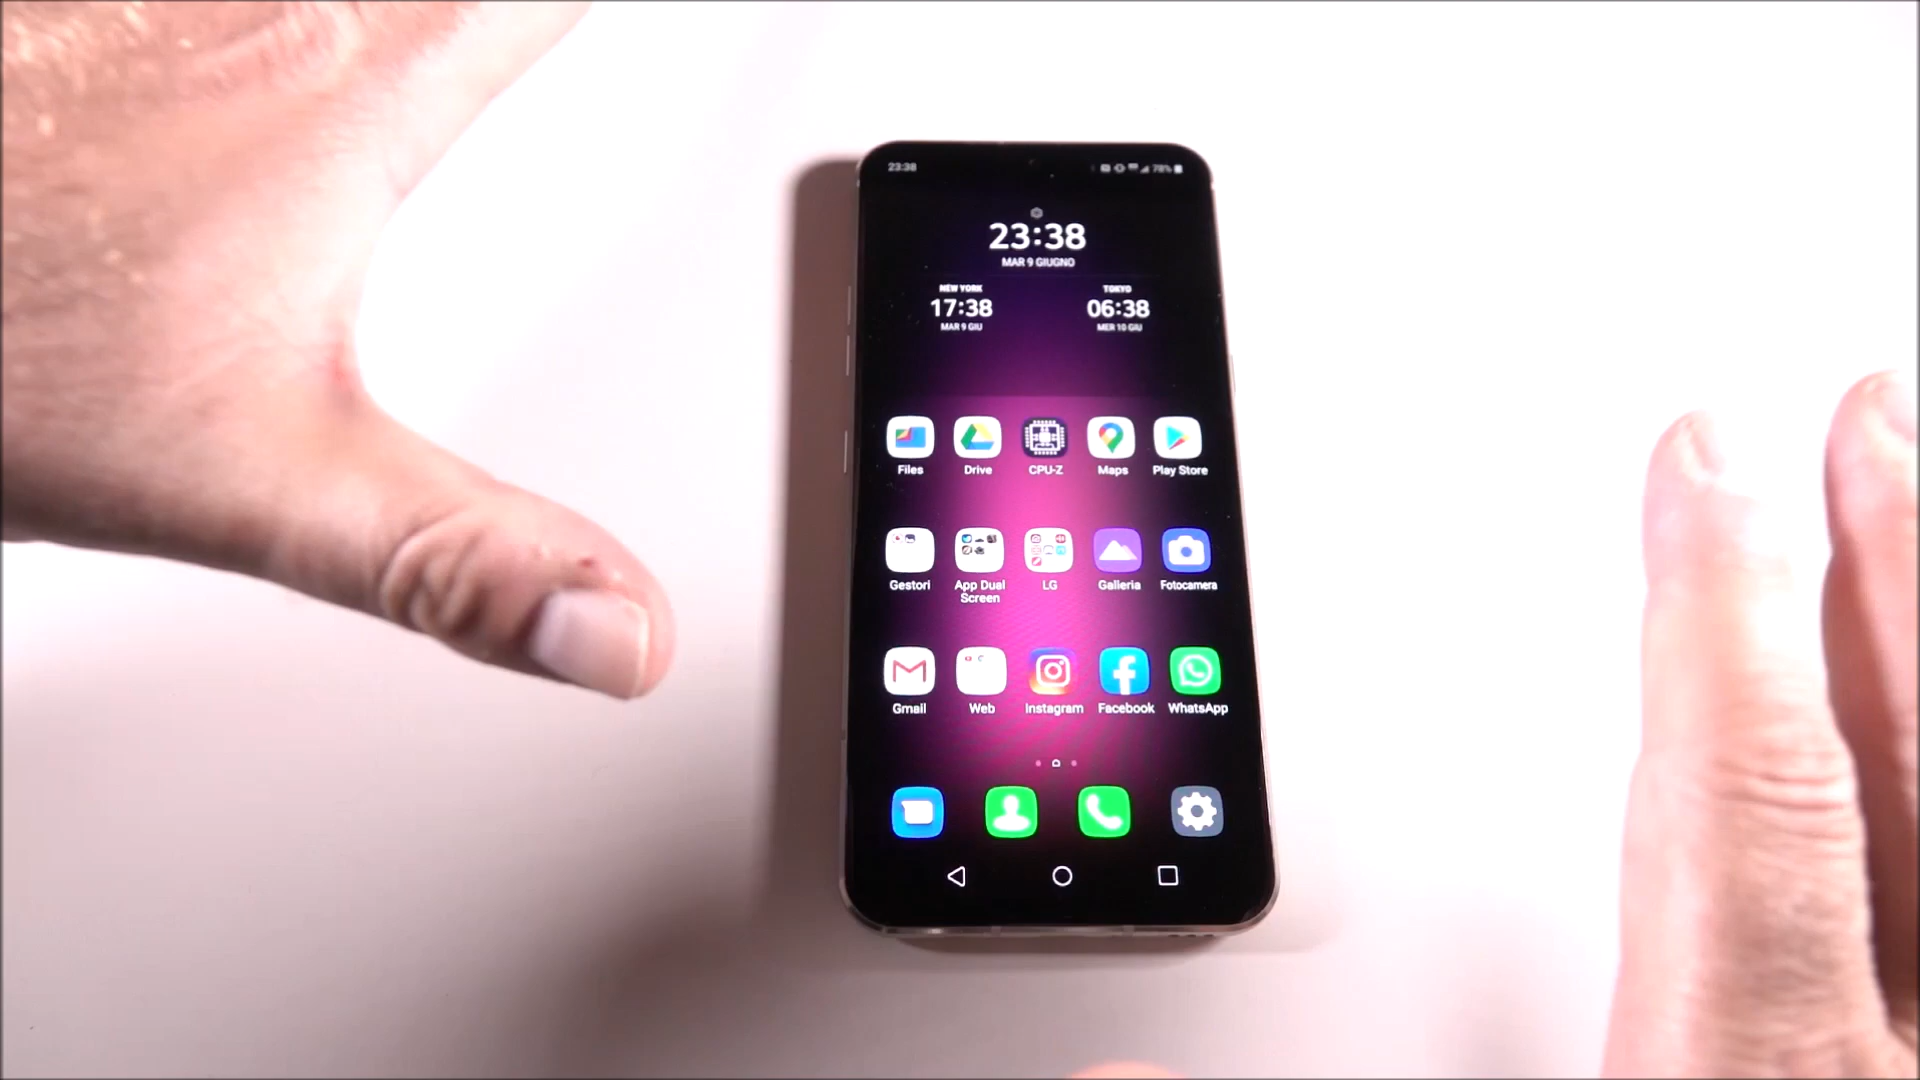 23:38
78%
23:38
MAR 9 GIUGNO
NEW YORK
TOKYO
17:38
06:38
MAR 9 GIU
MER 10 GIU
Files
Drive
CPU-Z
Maps
Play Store
Gestori
App Dual
Screen
LG
Galleria
Fotocamera
Gmail
Web
Instagram
Facebook
WhatsApp